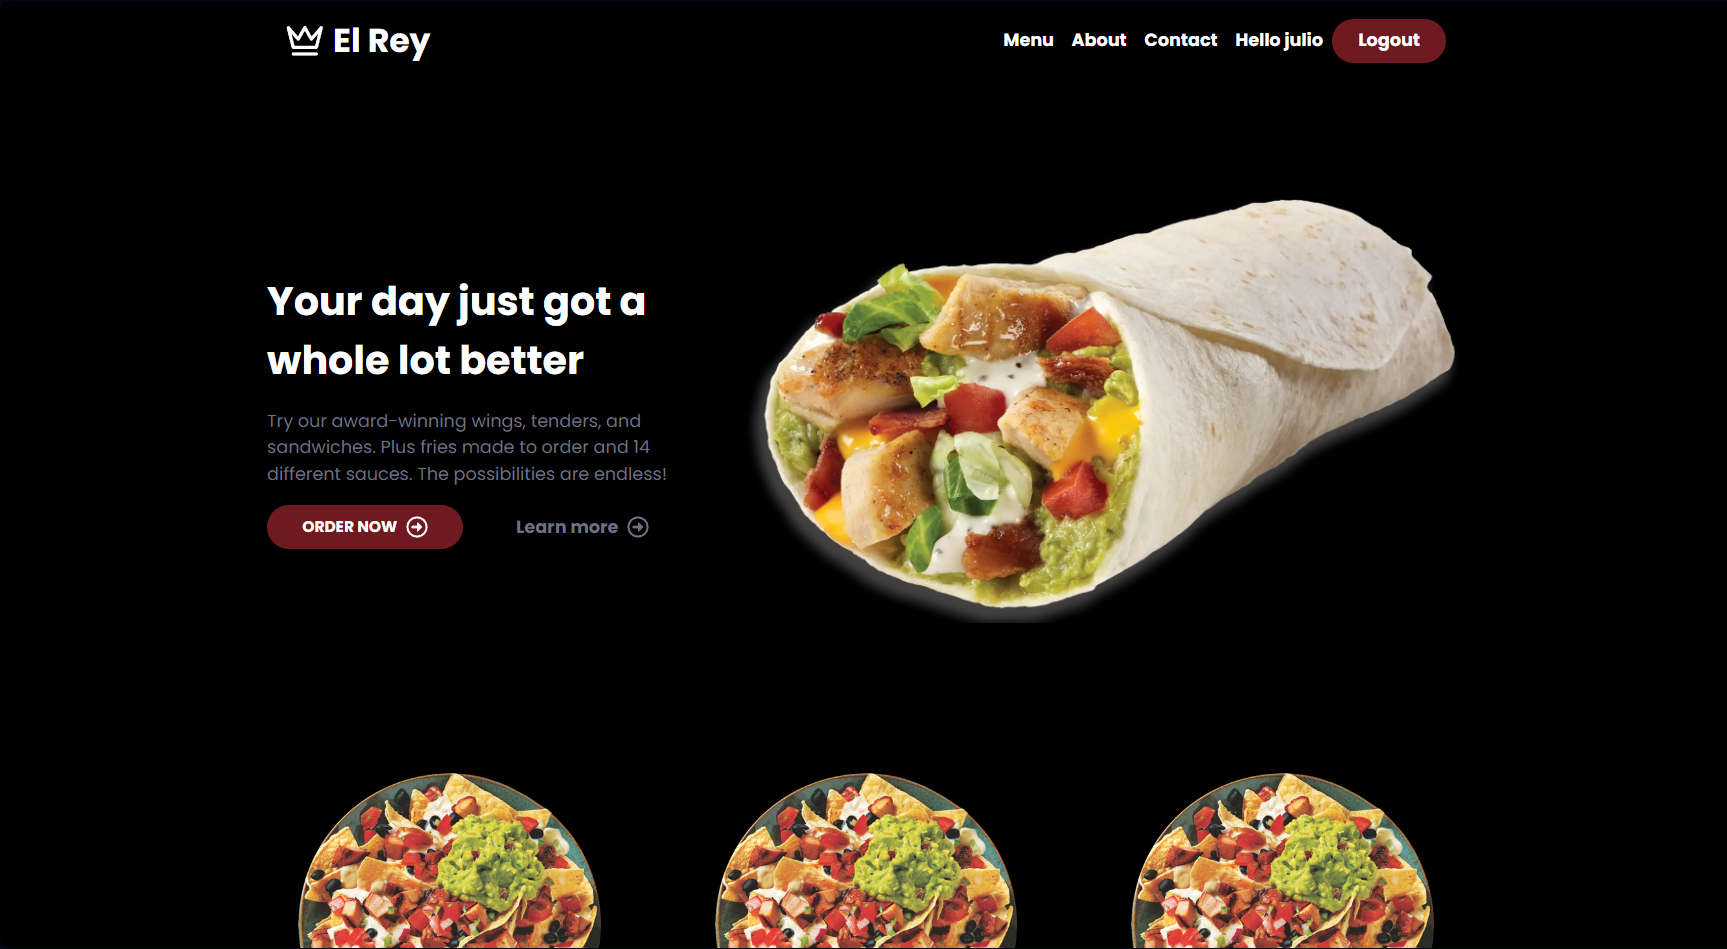 El Rey
Menu About Contact Hello julio Logout
Your day just got a
whole lot better
Try our award-winning wings, tenders, and
sandwiches. Plus fries made to order and 14
different sauces. The possibilities are endless!
ORDER NOW Learn more